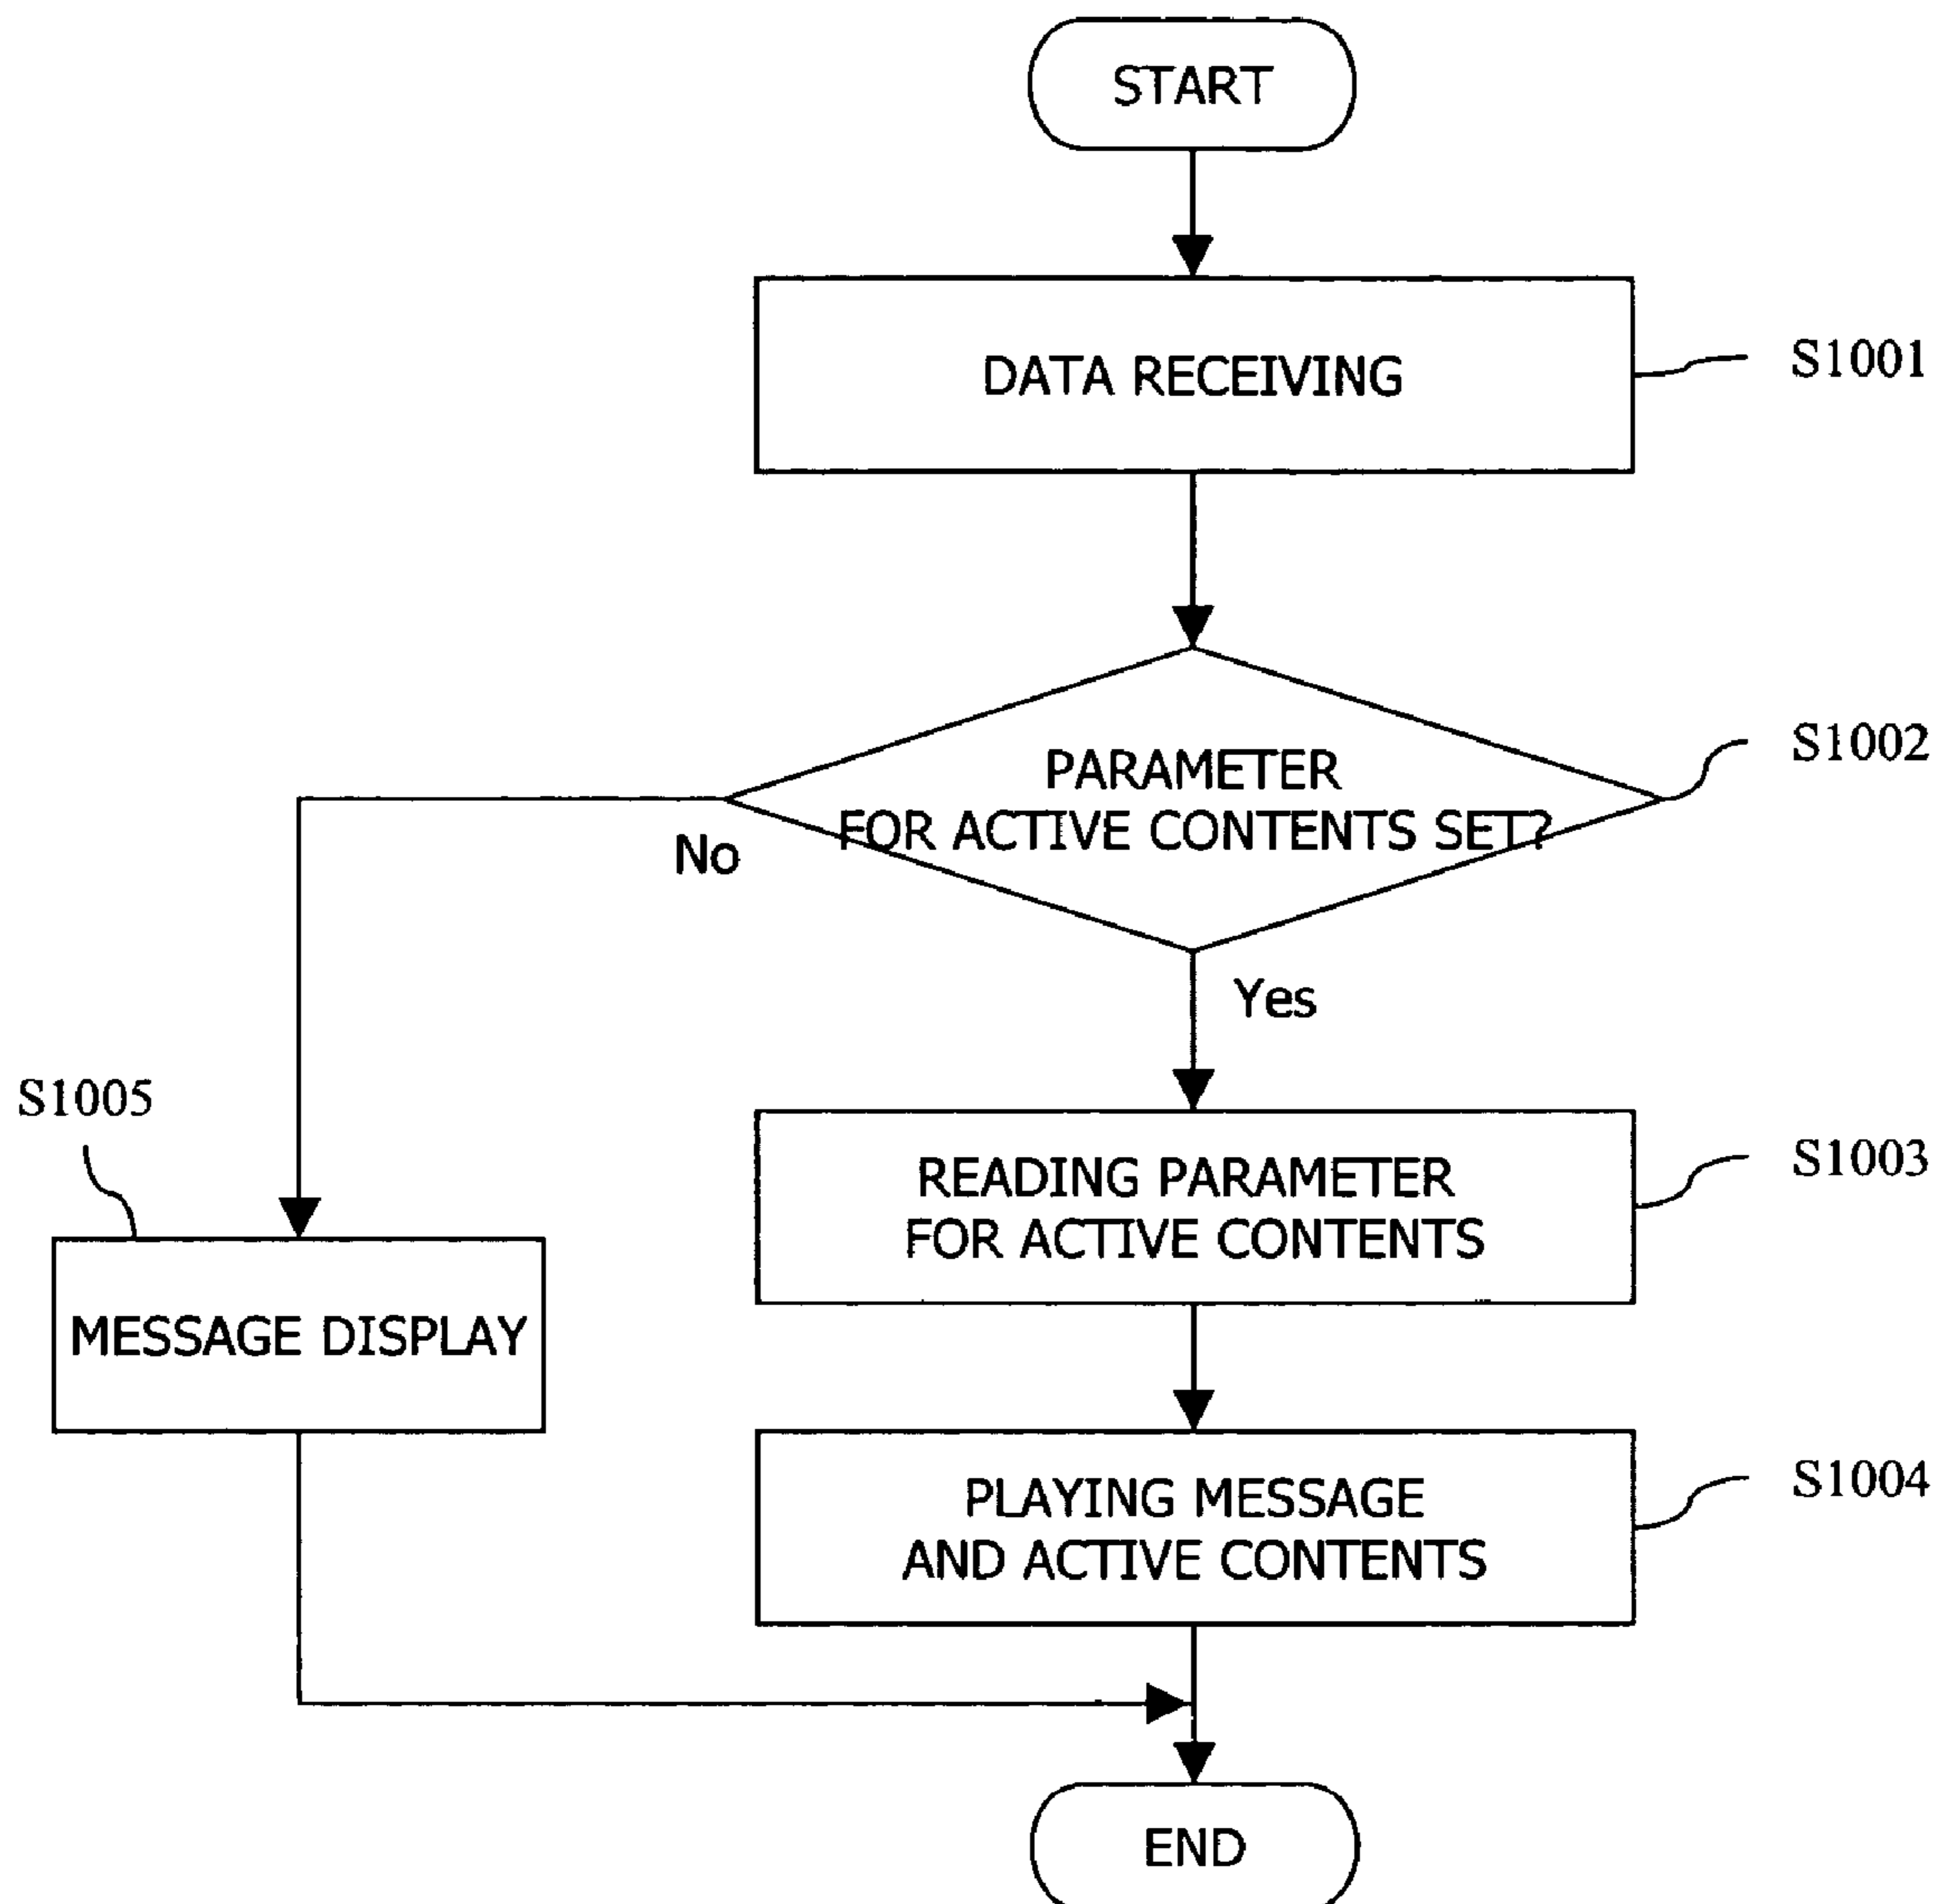 START
DATA RECEIVING
S1001
PARAMETER
FOR ACTIVE CONTENTS SET?
S1002
No
Yes
S1005
MESSAGE DISPLAY
READING PARAMETER
FOR ACTIVE CONTENTS
S1003
PLAYING MESSAGE
AND ACTIVE CONTENTS
S1004
END